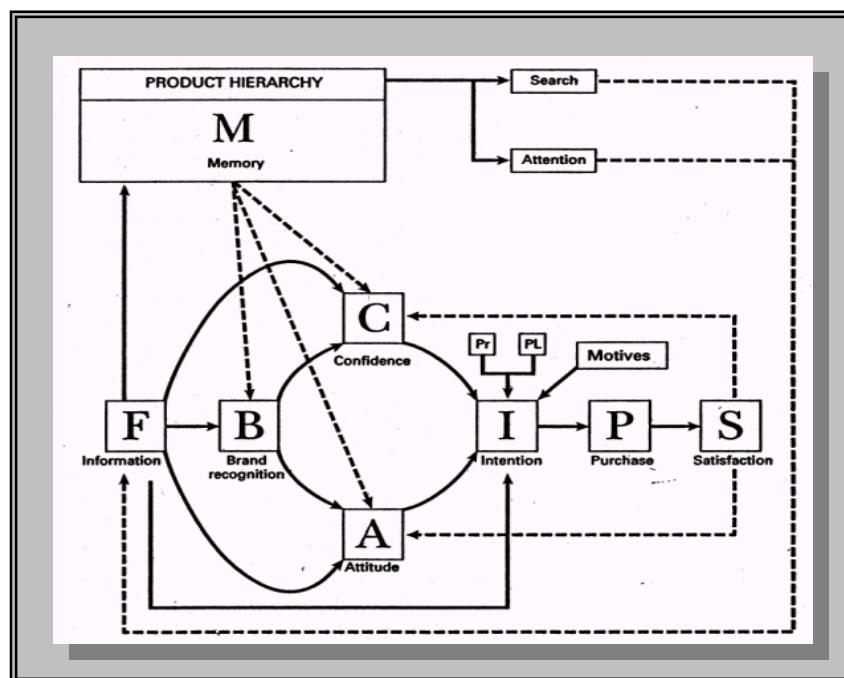 PRODUCT HIERARCHY
M
Memory
Search
Attention
C
Confidence
Pr
PL
Motives
F
Information
B
Brand
recognition
I
Intention
P
Purchase
S
Satisfaction
A
Attitude